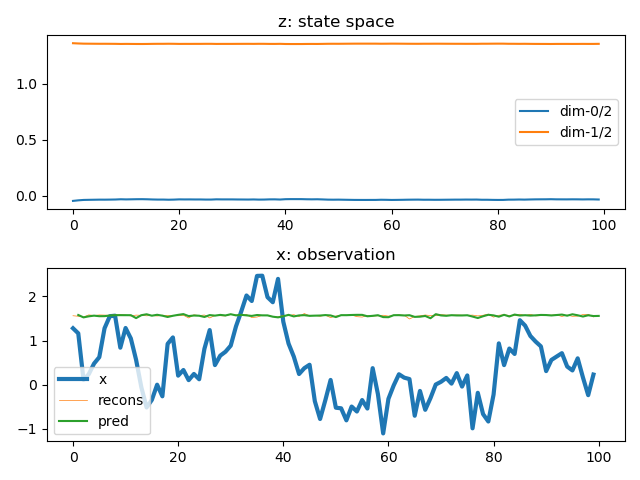 z: state space
1.0
0.5
0.0
dim-0/2
dim-1/2
0 20 40 60 80 100
x: observation
2
1
0
−1
x
recons
pred
0 20 40 60 80 100